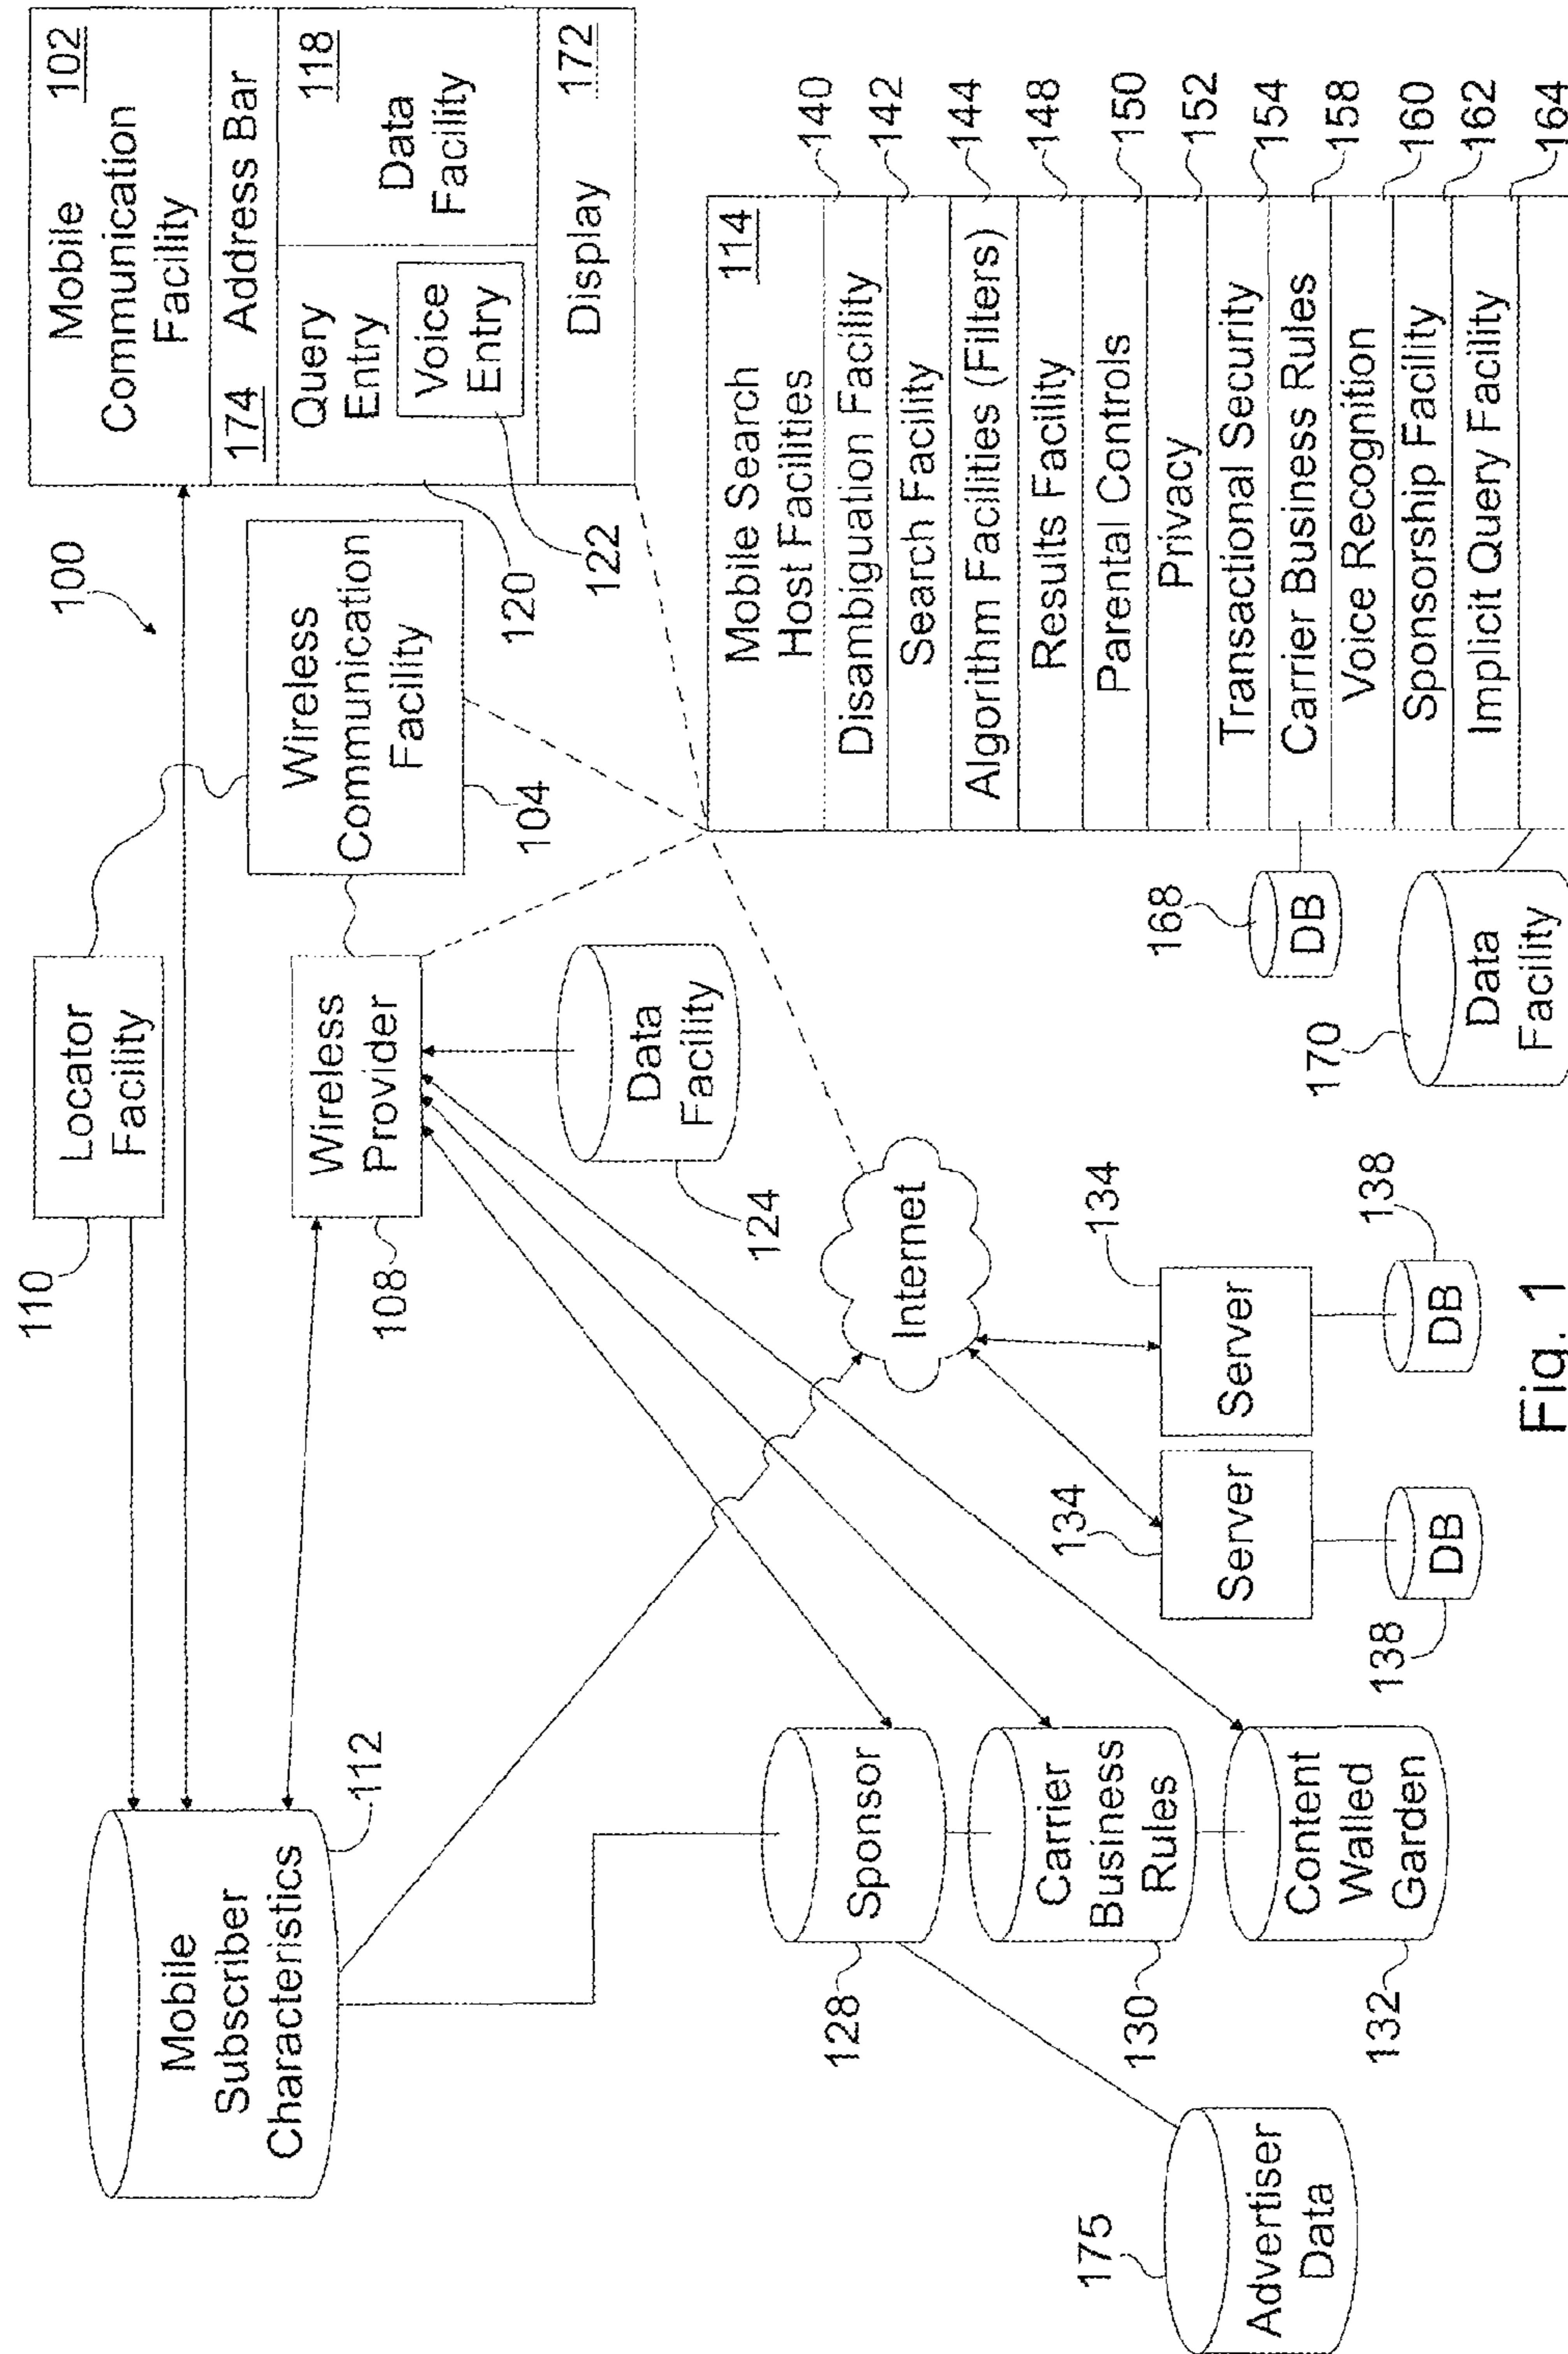 100
Mobile
Subscriber
Characteristics
112
110
Locator
Facility
Mobile
Communication
Facility
102
174 Address Bar
Query
Entry
Voice
Entry
118
Data
Facility
Display
172
120
122
108
Wireless
Provider
Wireless
Communication
Facility
104
Data
Facility
124
Internet
128
Sponsor
130
Carrier
Business
Rules
132
Content
Walled
Garden
175
Advertiser
Data
134
Server
138
DB
134
Server
138
DB
Mobile Search
Host Facilities
114
Disambiguation Facility
140
Search Facility
142
Algorithm Facilities (Filters)
144
Results Facility
148
Parental Controls
150
Privacy
152
Transactional Security
154
Carrier Business Rules
158
Voice Recognition
160
Sponsorship Facility
162
Implicit Query Facility
164
168
DB
170
Data
Facility
Fig. 1